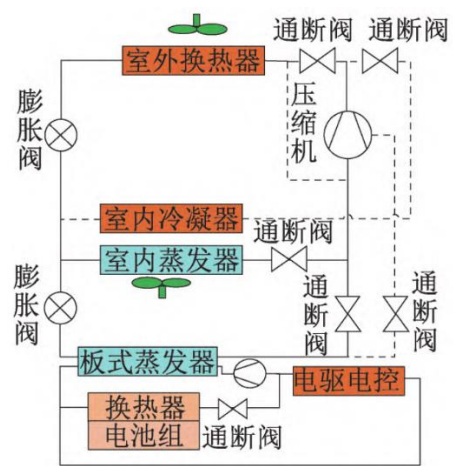 通断阀 通断阀
室外换热器
压缩机
膨胀阀
室内冷凝器
通断阀
室内蒸发器
膨胀阀
通断阀
通断阀
板式蒸发器
电驱电控
换热器
电池组
通断阀